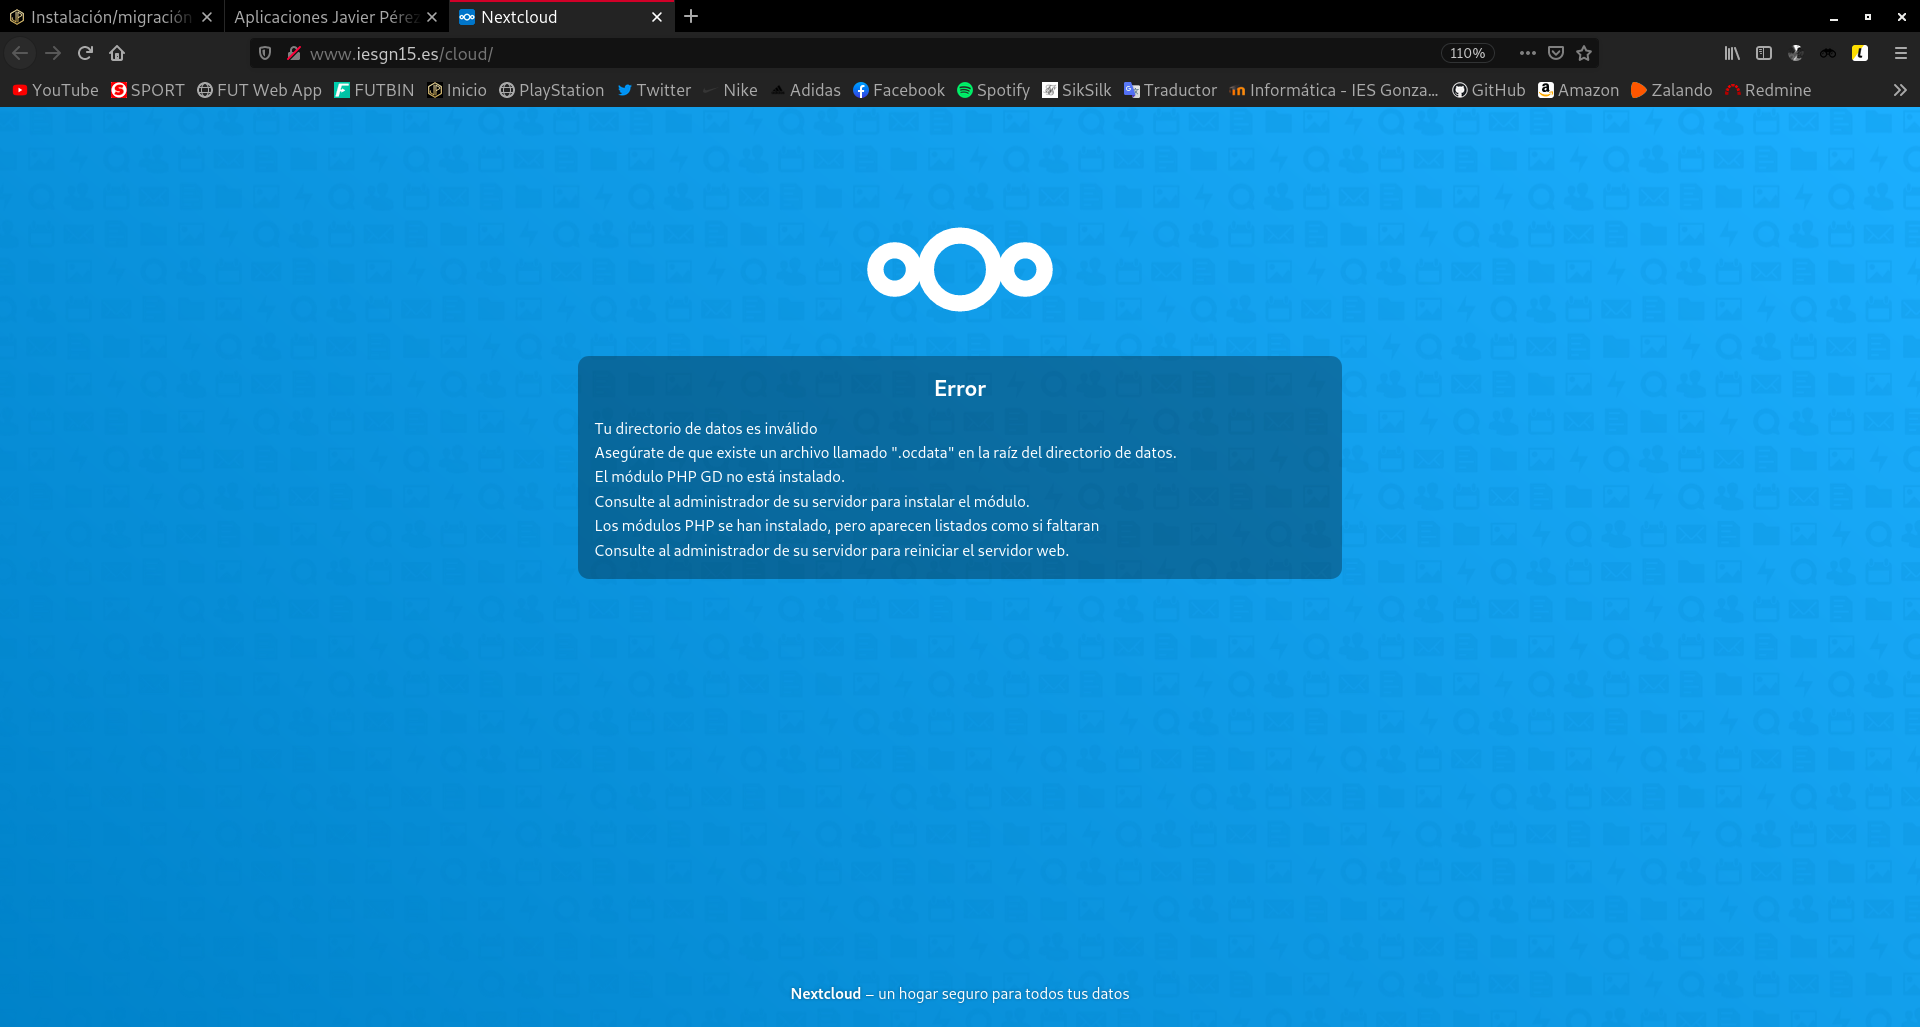 Instalación/migración
Aplicaciones Javier Pérez
Nextcloud
www.iesgn15.es/cloud/
110%
YouTube SPORT FUT Web App FUTBIN Inicio PlayStation Twitter Nike Adidas Facebook Spotify SikSilk Traductor Informática - IES Gonza... GitHub Amazon Zalando Redmine
Error
Tu directorio de datos es inválido
Asegúrate de que existe un archivo llamado ".ocdata" en la raíz del directorio de datos.
El módulo PHP GD no está instalado.
Consulte al administrador de su servidor para instalar el módulo.
Los módulos PHP se han instalado, pero aparecen listados como si faltaran
Consulte al administrador de su servidor para reiniciar el servidor web.
Nextcloud – un hogar seguro para todos tus datos